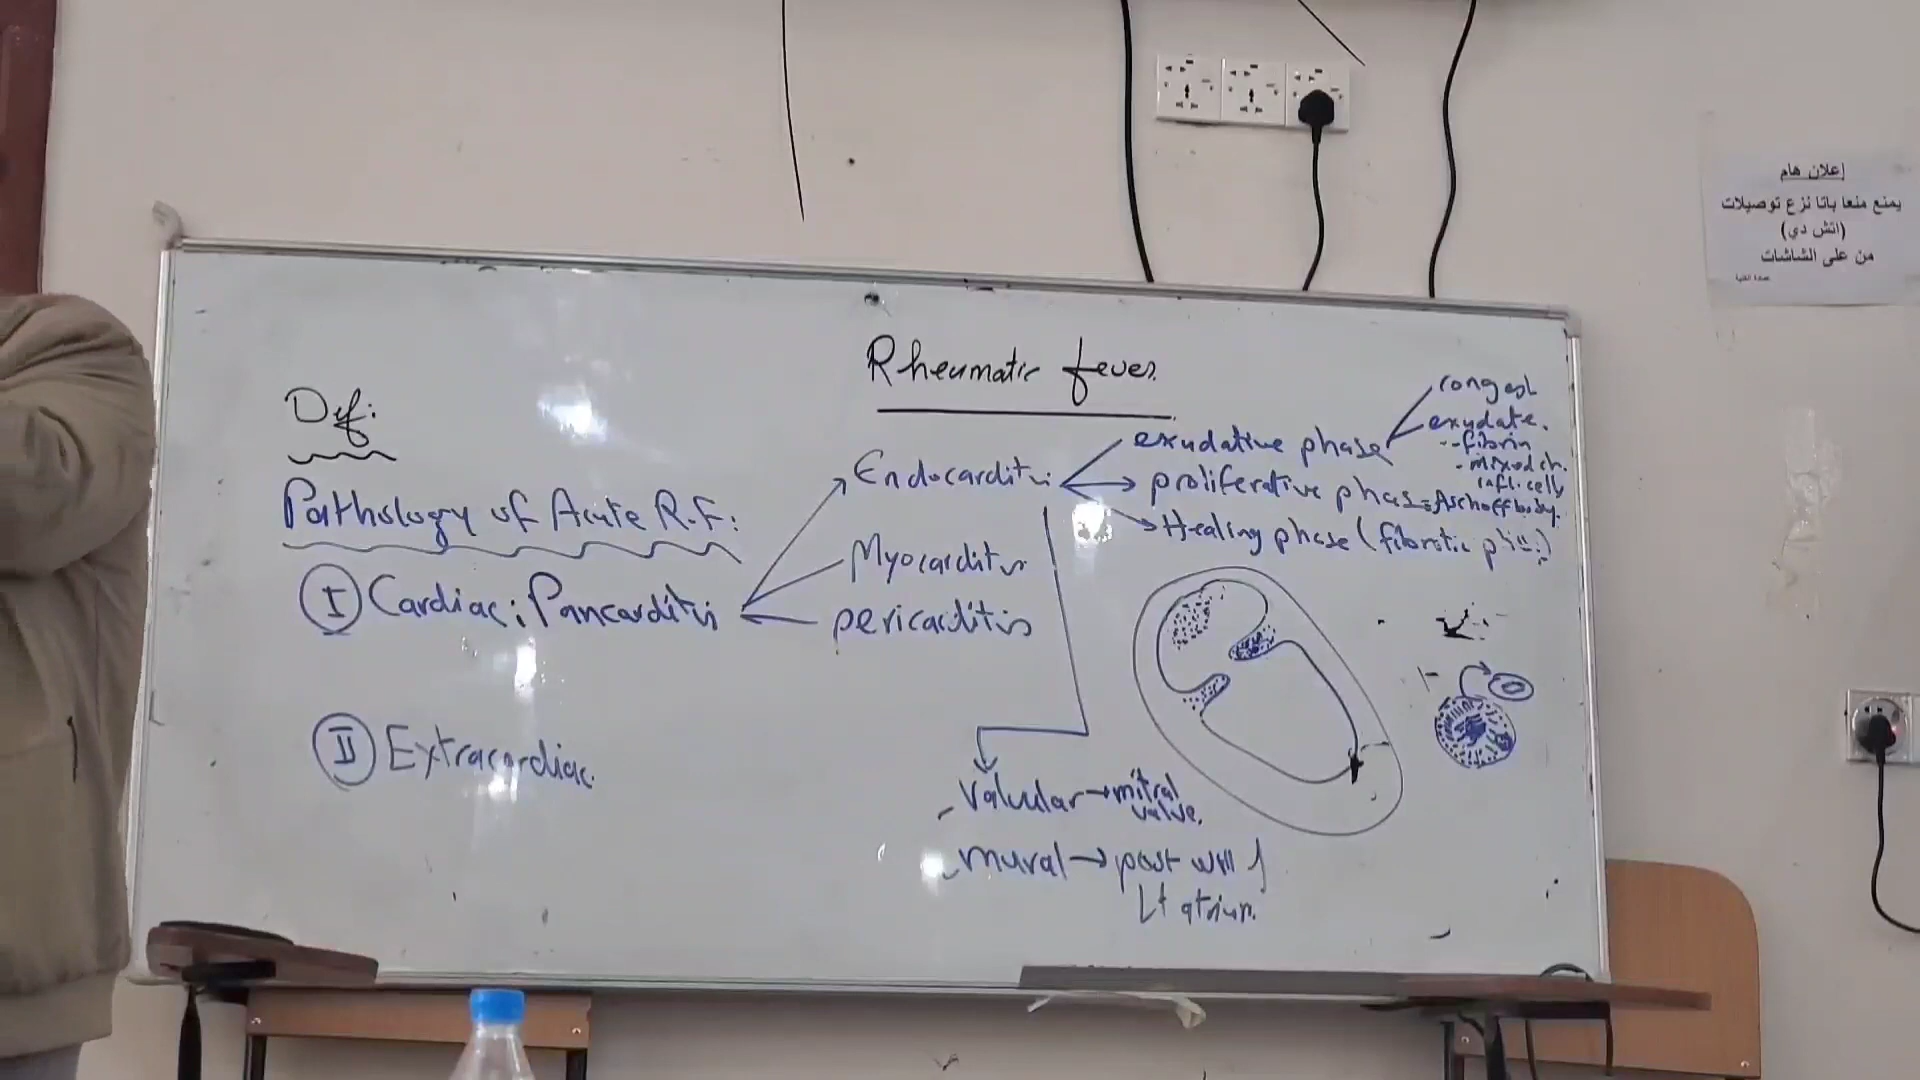 إعلان هام
يمنع منعا باتا نزع توصيلات
(اتش دي)
من على الشاشات
Rheumatic fever
Def:
Pathology of Acute R.F:
I Cardiac: Pancarditis
Endocarditis
Myocarditis
pericarditis
exudative phase
congest
exudate.
-- fibrin
- mixed ch.
infl. cells
proliferative phase = Aschoff body.
Healing phase (fibrotic
II Extracardiac.
valvular → mitral
valve.
mural → post wall of
Lt atrium.